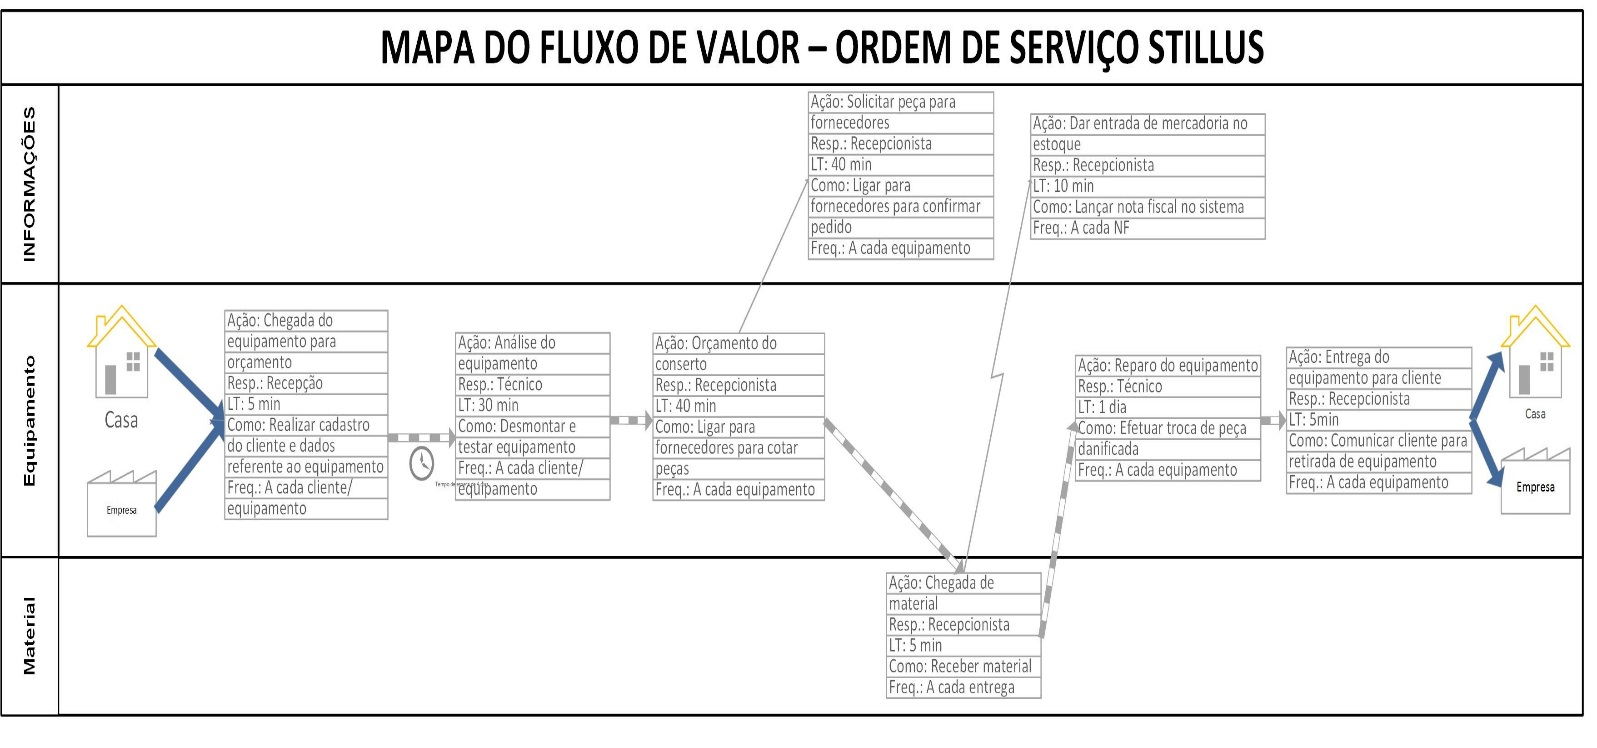 MAPA DO FLUXO DE VALOR – ORDEM DE SERVIÇO STILLUS
INFORMAÇÕES
Ação: Solicitar peça para
fornecedores
Resp.: Recepcionista
LT: 40 min
Como: Ligar para
fornecedores para confirmar
pedido
Freq.: A cada equipamento
Ação: Dar entrada de mercadoria no
estoque
Resp.: Recepcionista
LT: 10 min
Como: Lançar nota fiscal no sistema
Freq.: A cada NF
Equipamento
Casa
Empresa
Ação: Chegada do
equipamento para
orçamento
Resp.: Recepção
LT: 5 min
Como: Realizar cadastro
do cliente e dados
referente ao equipamento
Freq.: A cada cliente/
equipamento
Tempo de
Ação: Análise do
equipamento
Resp.: Técnico
LT: 30 min
Como: Desmontar e
testar equipamento
Freq.: A cada cliente/
equipamento
Ação: Orçamento do
conserto
Resp.: Recepcionista
LT: 40 min
Como: Ligar para
fornecedores para cotar
peças
Freq.: A cada equipamento
Ação: Reparo do equipamento
Resp.: Técnico
LT: 1 dia
Como: Efetuar troca de peça
danificada
Freq.: A cada equipamento
Ação: Entrega do
equipamento para cliente
Resp.: Recepcionista
LT: 5min
Como: Comunicar cliente para
retirada de equipamento
Freq.: A cada equipamento
Casa
Empresa
Material
Ação: Chegada de
material
Resp.: Recepcionista
LT: 5 min
Como: Receber material
Freq.: A cada entrega